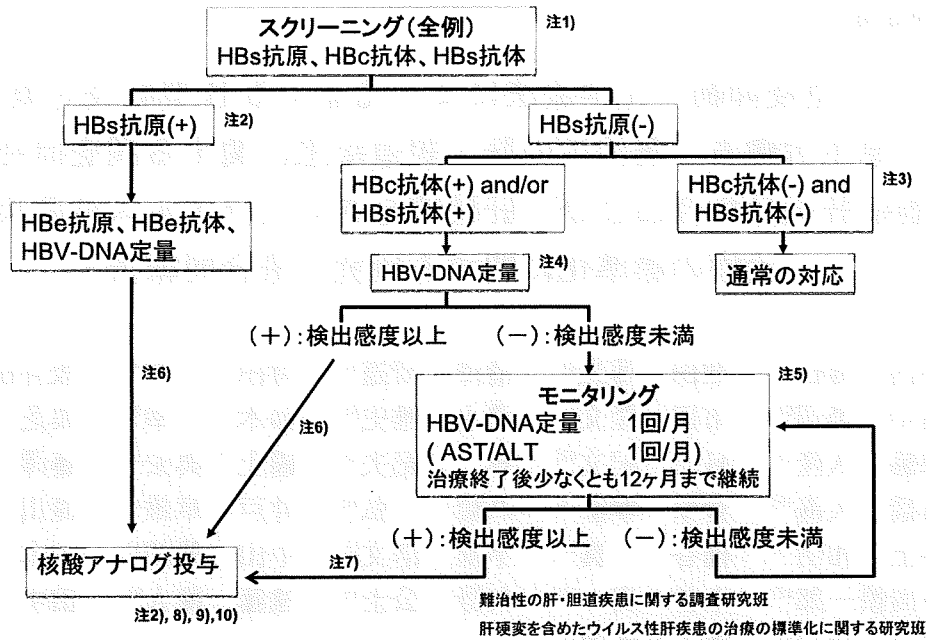 スクリーニング(全例)
HBs抗原、HBc抗体、HBs抗体
注1)
HBs抗原(+)
注2)
HBs抗原(-)
HBc抗体(+) and/or
HBs抗体(+)
HBc抗体(-) and
HBs抗体(-)
注3)
HBe抗原、HBe抗体、
HBV-DNA定量
HBV-DNA定量
注4)
通常の対応
(+):検出感度以上
(-):検出感度未満
注6)
注6)
モニタリング
注5)
HBV-DNA定量 1回/月
(AST/ALT 1回/月)
治療終了後少なくとも12ヶ月まで継続
(+):検出感度以上
(-):検出感度未満
注7)
核酸アナログ投与
注2), 8), 9),10)
難治性の肝・胆道疾患に関する調査研究班
肝硬変を含めたウイルス性肝疾患の治療の標準化に関する研究班